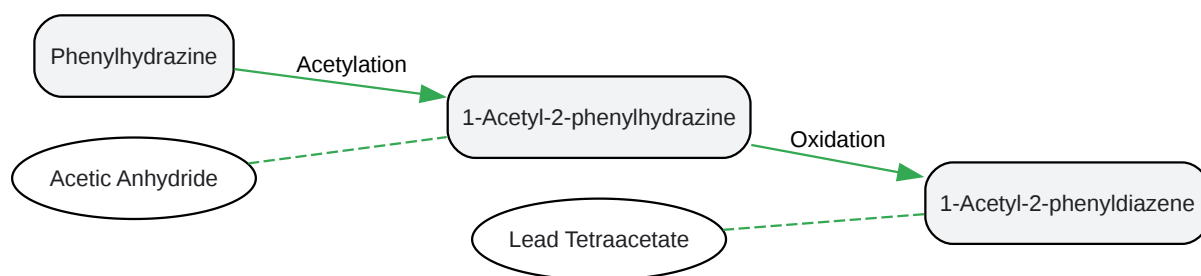 Phenylhydrazine
Acetylation
1-Acetyl-2-phenylhydrazine
Oxidation
Acetic Anhydride
1-Acetyl-2-phenyldiazene
Lead Tetraacetate